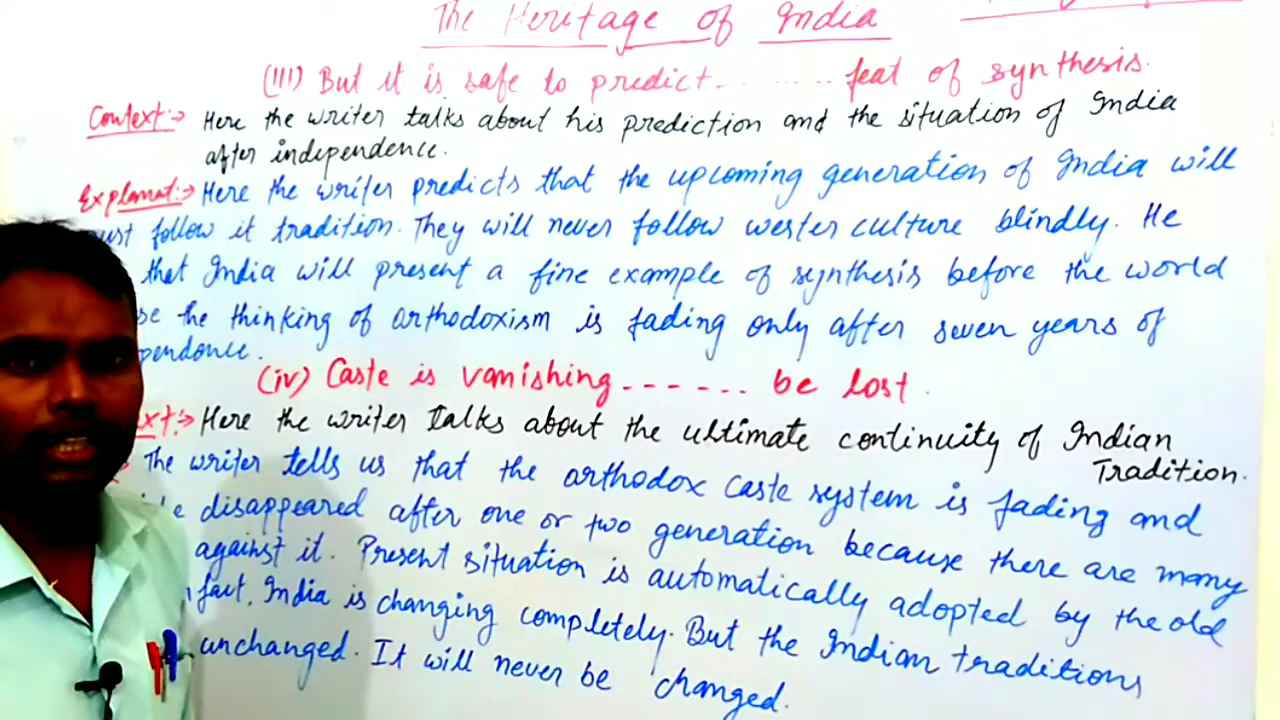 The Heritage of India
(III) But it is safe to predict.. ..... feat of synthesis.
Context:→ Here the writer talks about his prediction and the situation of India
after independence.
Explanat:→ Here the writer predicts that the upcoming generation of India will
ust follow it tradition. They will never follow wester culture blindly. He
that India will present a fine example of synthesis before the world
se the thinking of orthodoxism is fading only after seven years of
pendence.
(iv) Caste is vanishing ------... be lost.
ext:→ Here the writer talks about the ultimate continuity of Indian
Tradition.
The writer tells us that the orthodox caste system is fading and
e disappeared after one or two generation because there are many
against it. Present situation is automatically adopted by the old
fact, India is changing completely. But the Indian traditions
unchanged. It will never be changed.